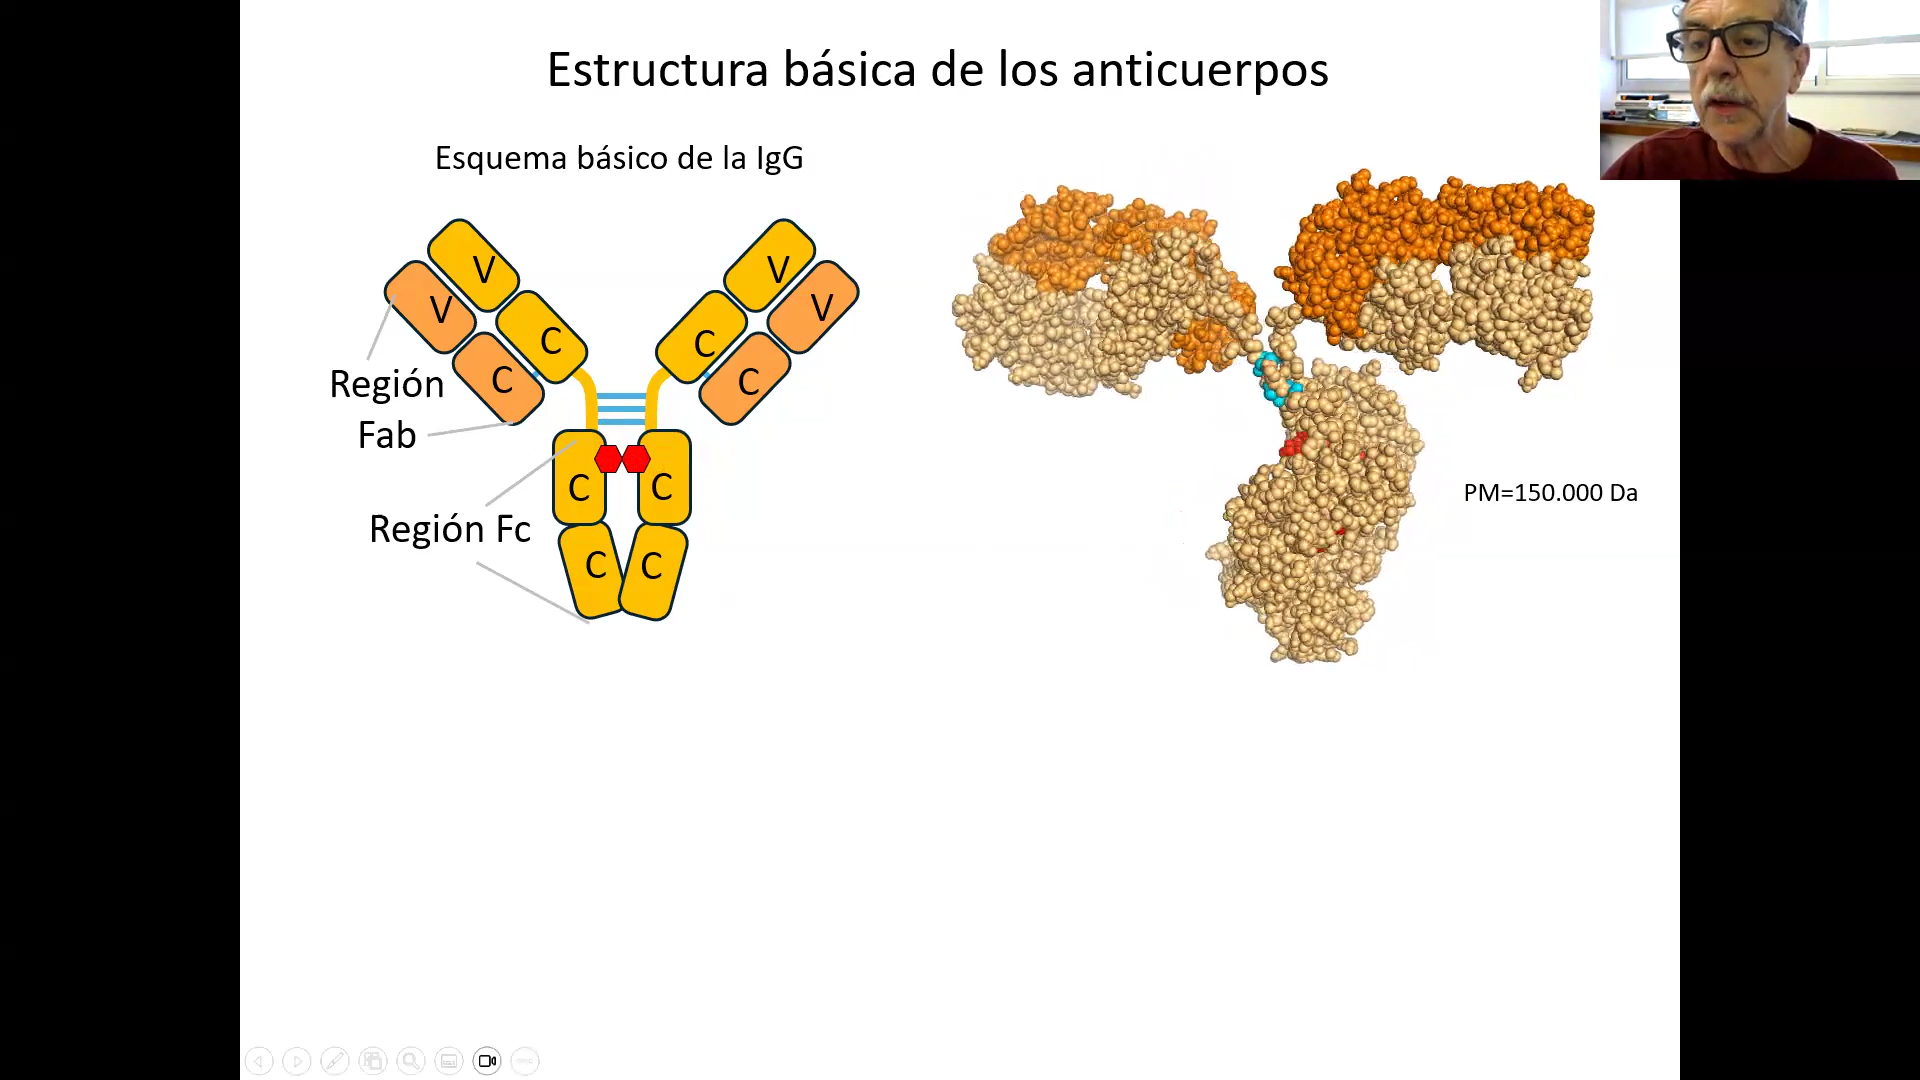 Estructura básica de los anticuerpos
Esquema básico de la IgG
V
V
V
V
C
C
C
C
Región
Fab
C
C
PM=150.000 Da
Región Fc
C
C